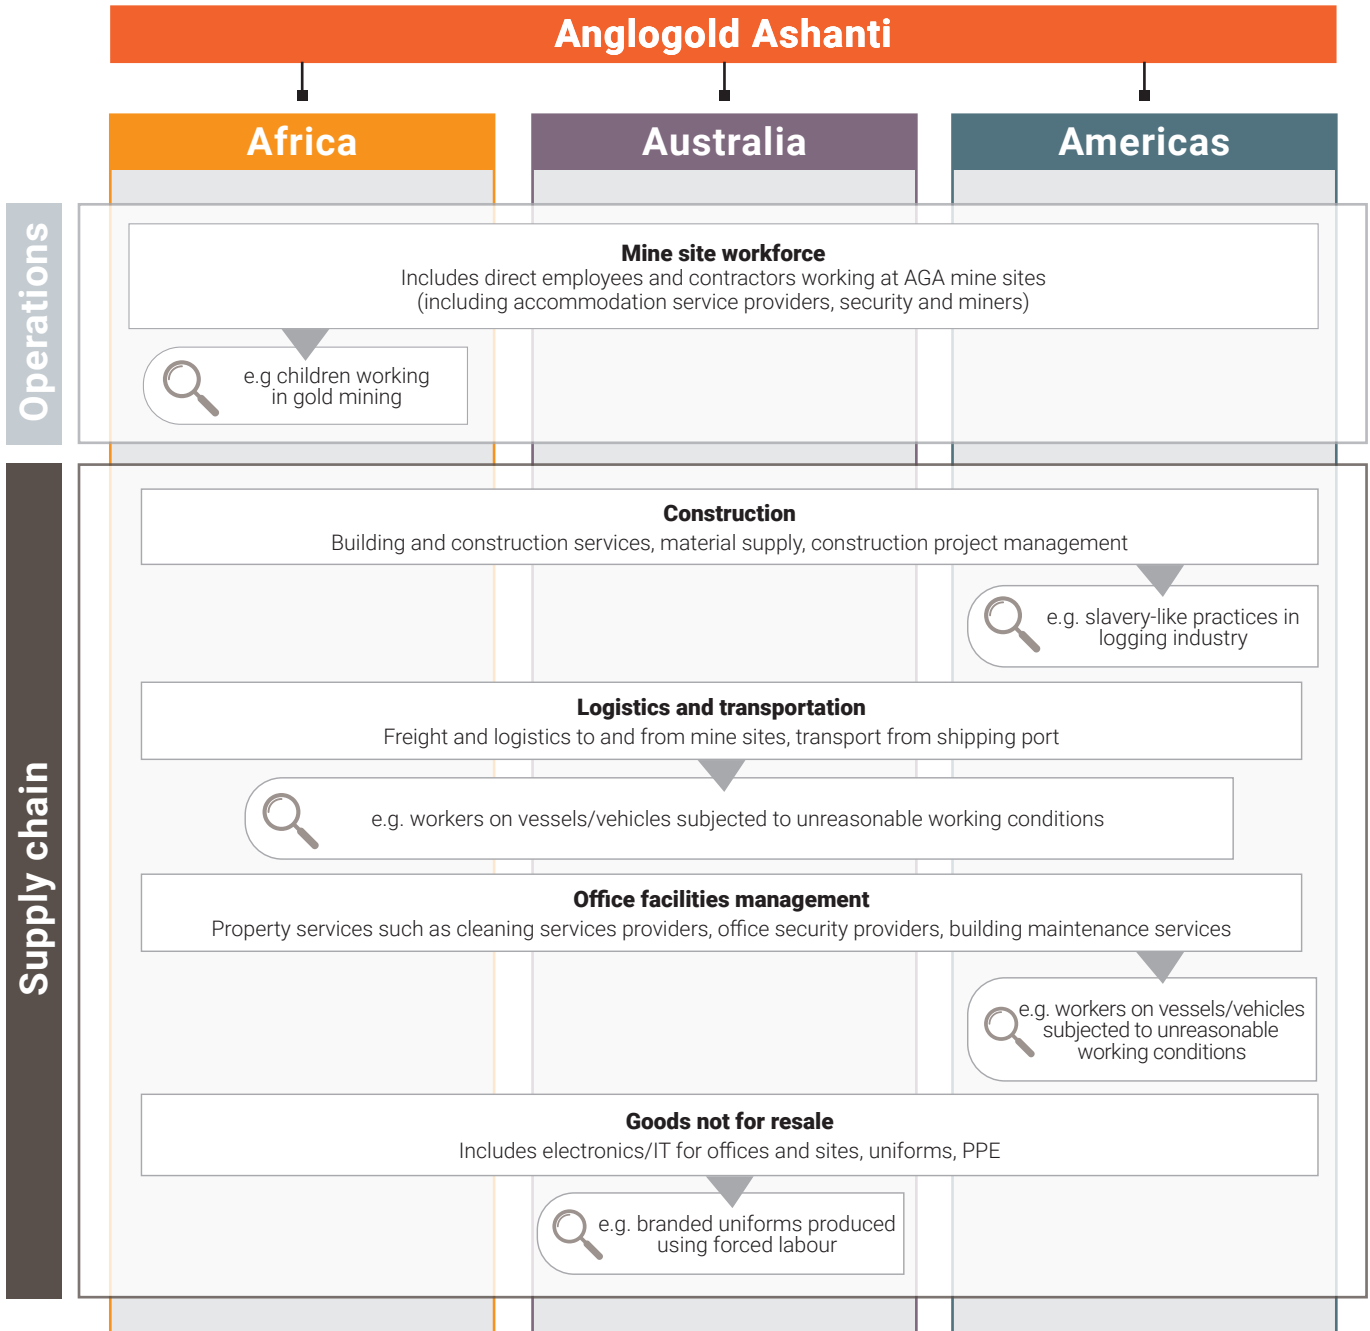 Anglogold Ashanti
Africa
Australia
Americas
Operations
Mine site workforce
Includes direct employees and contractors working at AGA mine sites
(including accommodation service providers, security and miners)
e.g children working
in gold mining
Supply chain
Construction
Building and construction services, material supply, construction project management
e.g. slavery-like practices in
logging industry
Logistics and transportation
Freight and logistics to and from mine sites, transport from shipping port
e.g. workers on vessels/vehicles subjected to unreasonable working conditions
Office facilities management
Property services such as cleaning services providers, office security providers, building maintenance services
e.g. workers on vessels/vehicles
subjected to unreasonable
working conditions
Goods not for resale
Includes electronics/IT for offices and sites, uniforms, PPE
e.g. branded uniforms produced
using forced labour